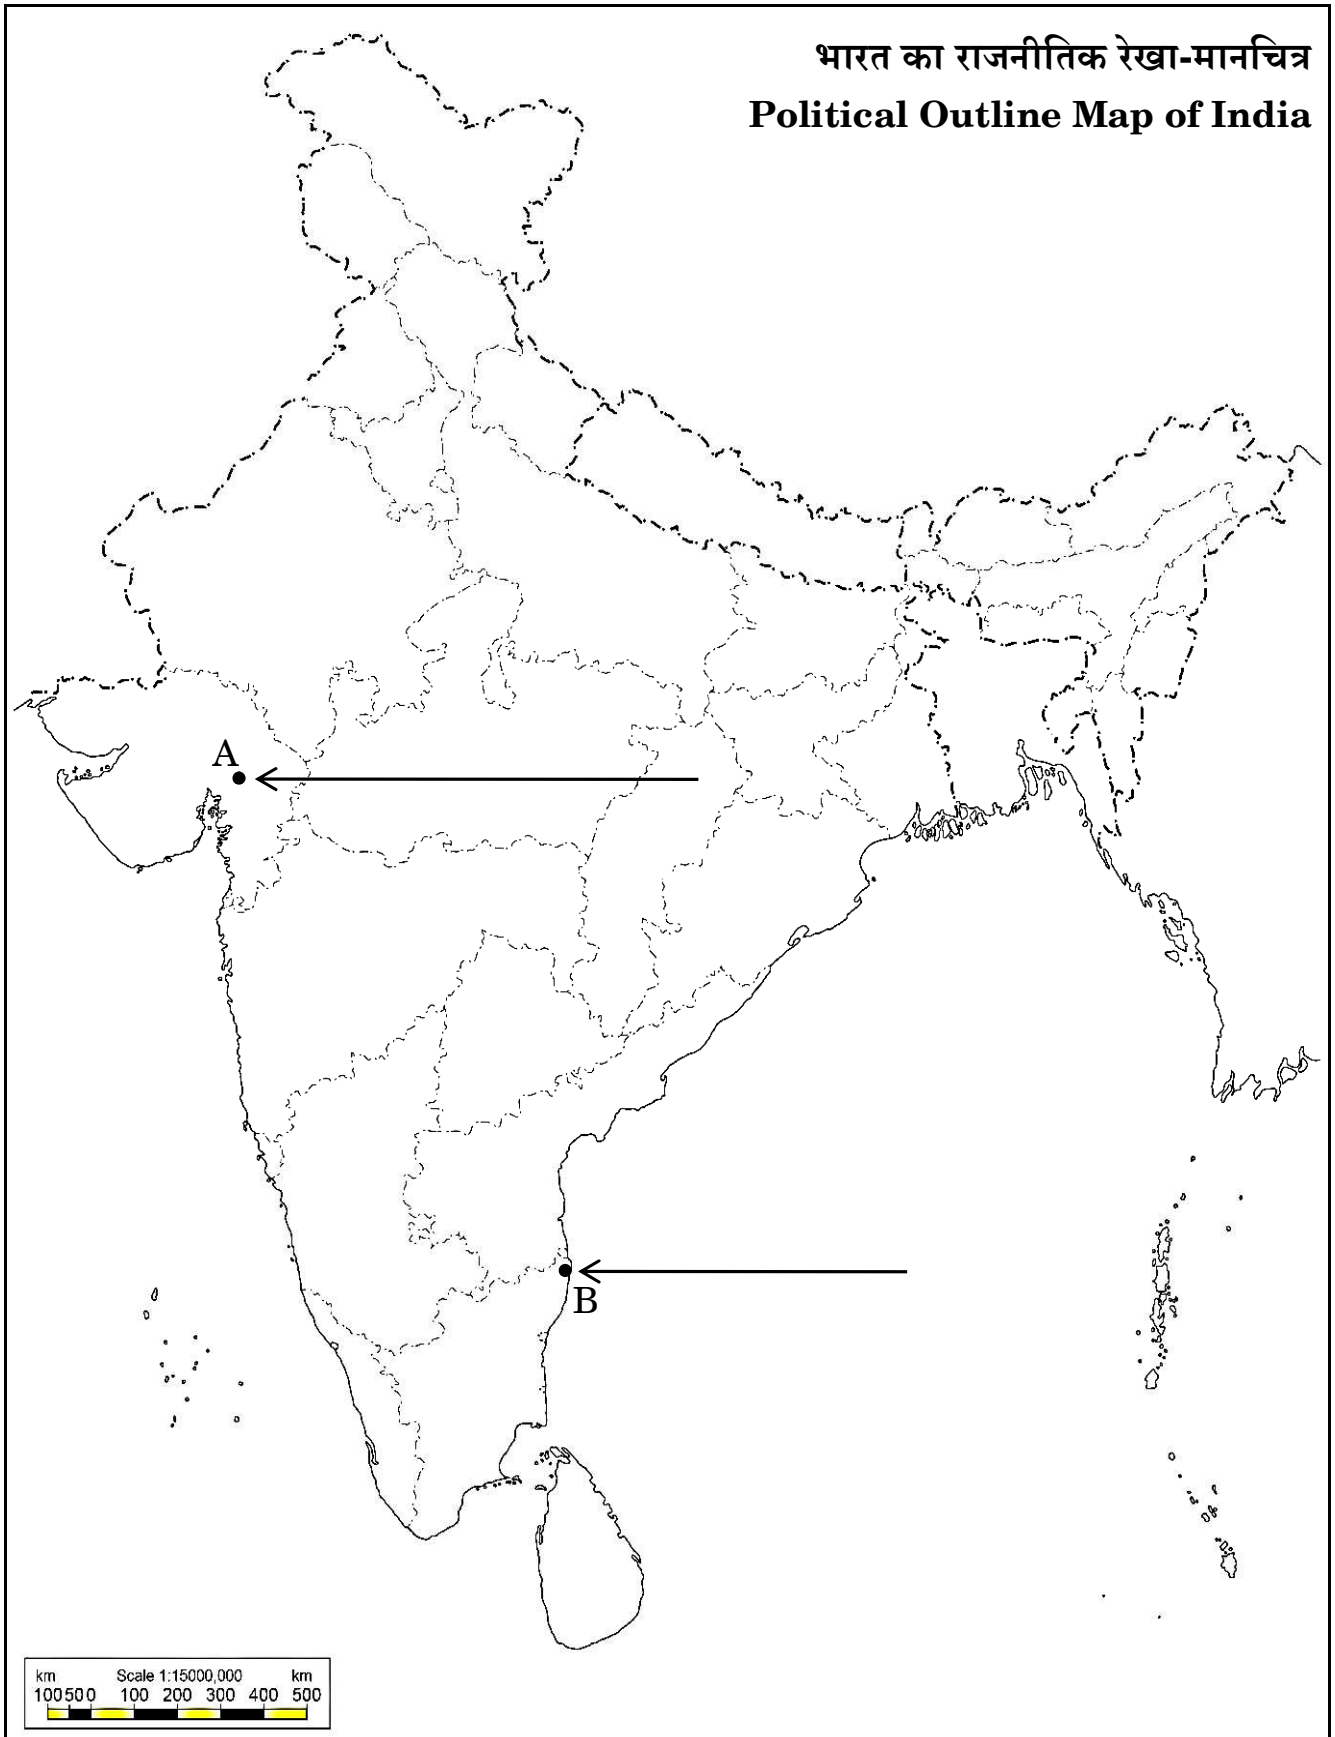 भारत का राजनीतिक रेखा-मानचित्र
Political Outline Map of India
A
B
km Scale 1:15000,000 km
100 50 0 100 200 300 400 500